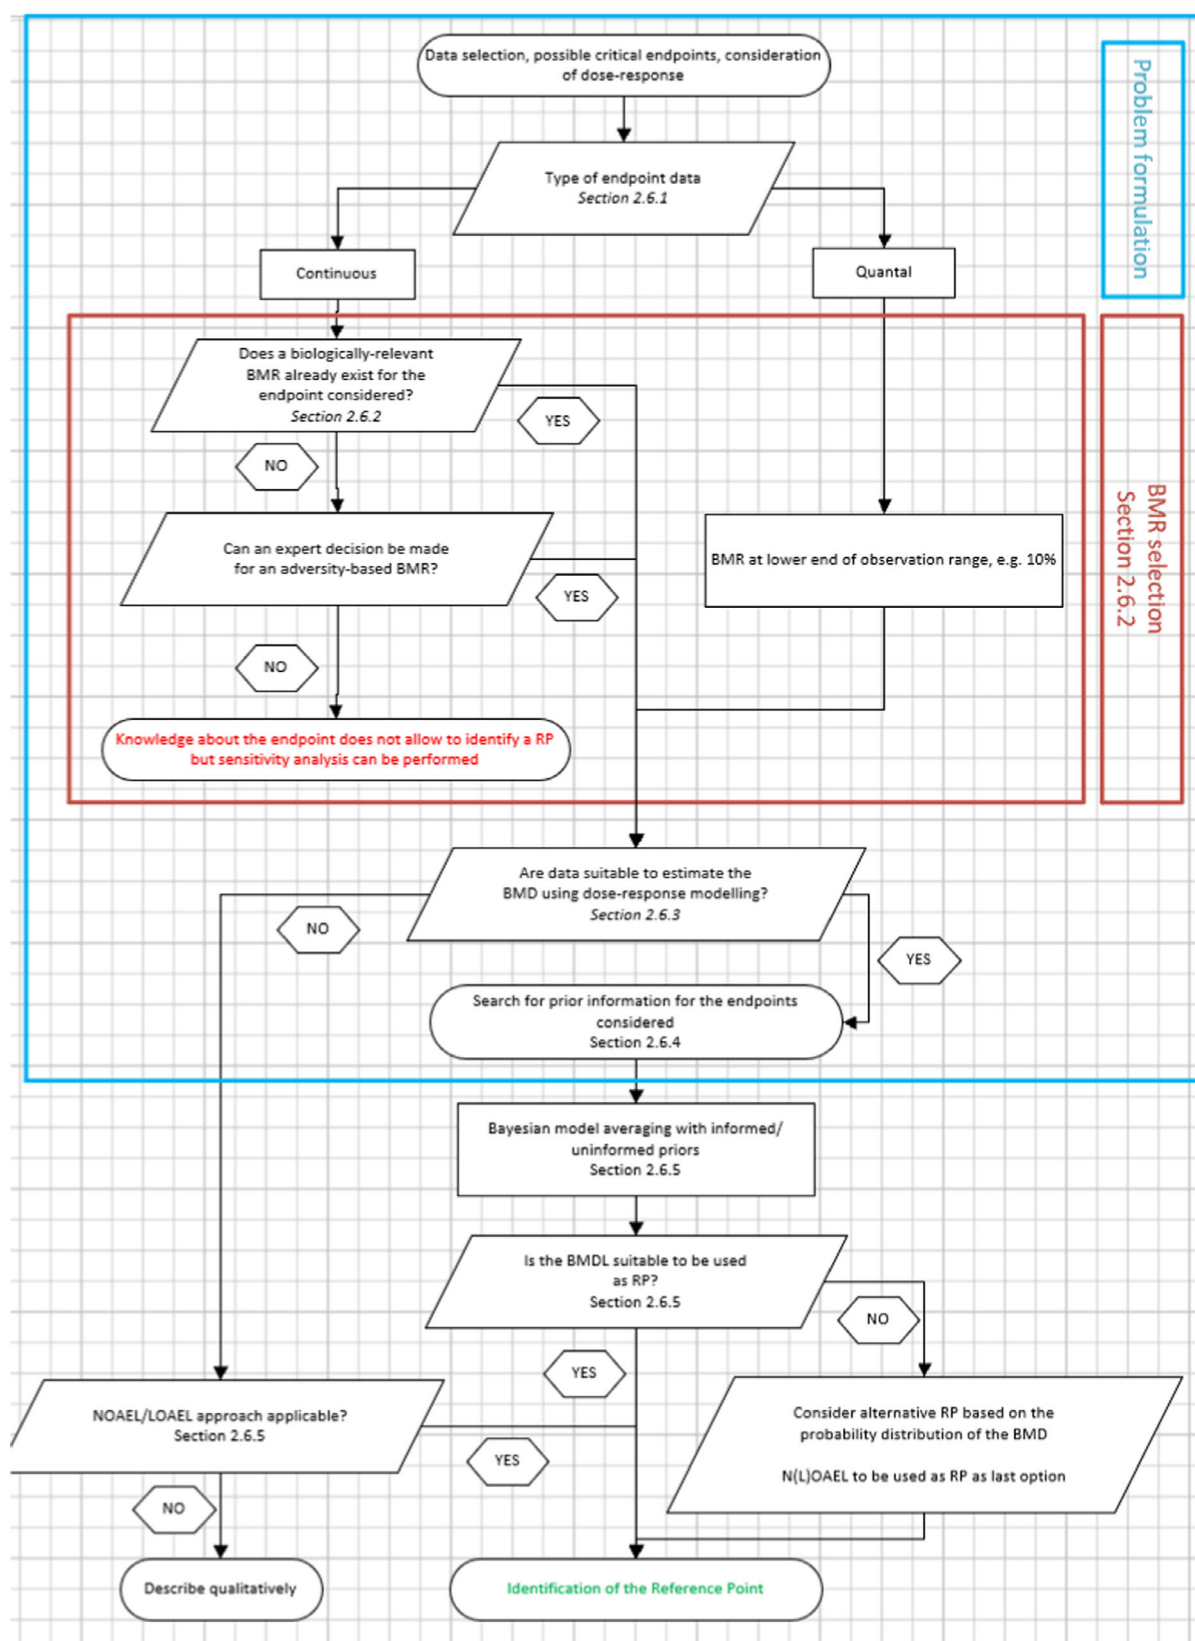 Data selection, possible critical endpoints, consideration
of dose-response
Problem formulation
Type of endpoint data
Section 2.6.1
Continuous
Quantal
Does a biologically-relevant
BMR already exist for the
endpoint considered?
Section 2.6.2
YES
NO
BMR selection
Section 2.6.2
Can an expert decision be made
for an adversity-based BMR?
BMR at lower end of observation range, e.g. 10%
YES
NO
Knowledge about the endpoint does not allow to identify a RP
but sensitivity analysis can be performed
Are data suitable to estimate the
BMD using dose-response modelling?
Section 2.6.3
NO
YES
Search for prior information for the endpoints
considered
Section 2.6.4
Bayesian model averaging with informed/
uninformed priors
Section 2.6.5
Is the BMDL suitable to be used
as RP?
Section 2.6.5
NO
YES
NOAEL/LOAEL approach applicable?
Section 2.6.5
Consider alternative RP based on the
probability distribution of the BMD
N(L)OAEL to be used as RP as last option
YES
NO
Describe qualitatively
Identification of the Reference Point